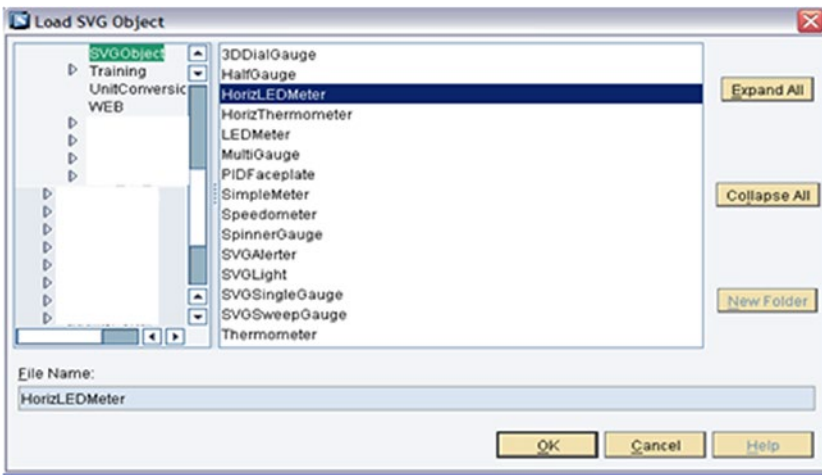 Load SVG Object
SVGObject
Training
UnitConversic
WEB
3DDialGauge
HalfGauge
HorizLEDMeter
HorizThermometer
LEDMeter
MultiGauge
PIDFaceplate
SimpleMeter
Speedometer
SpinnerGauge
SVGAlerter
SVGLight
SVGSingleGauge
SVGSweepGauge
Thermometer
Expand All
Collapse All
New Folder
File Name:
HorizLEDMeter
OK
Cancel
Help